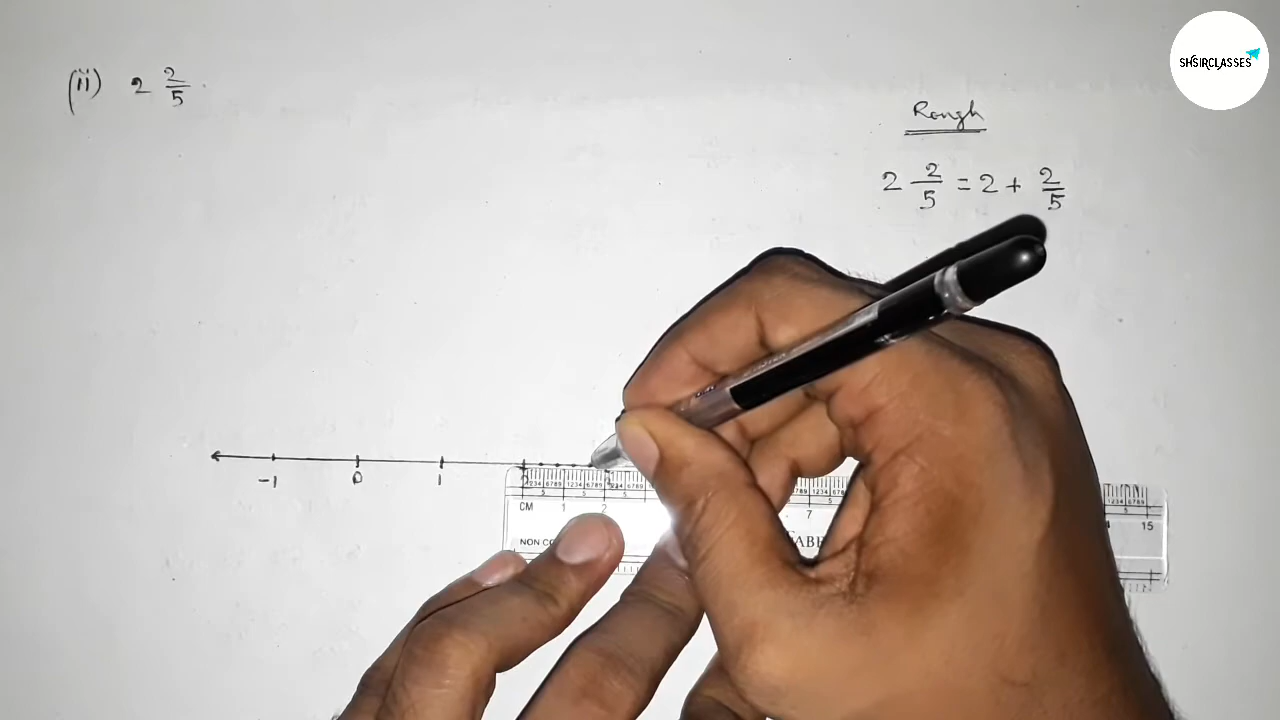 SHSIRCLASSES
(ii) 2 2/5.
Rough
2 2/5 = 2 + 2/5
-1 0 1
CM 1 2 7 15